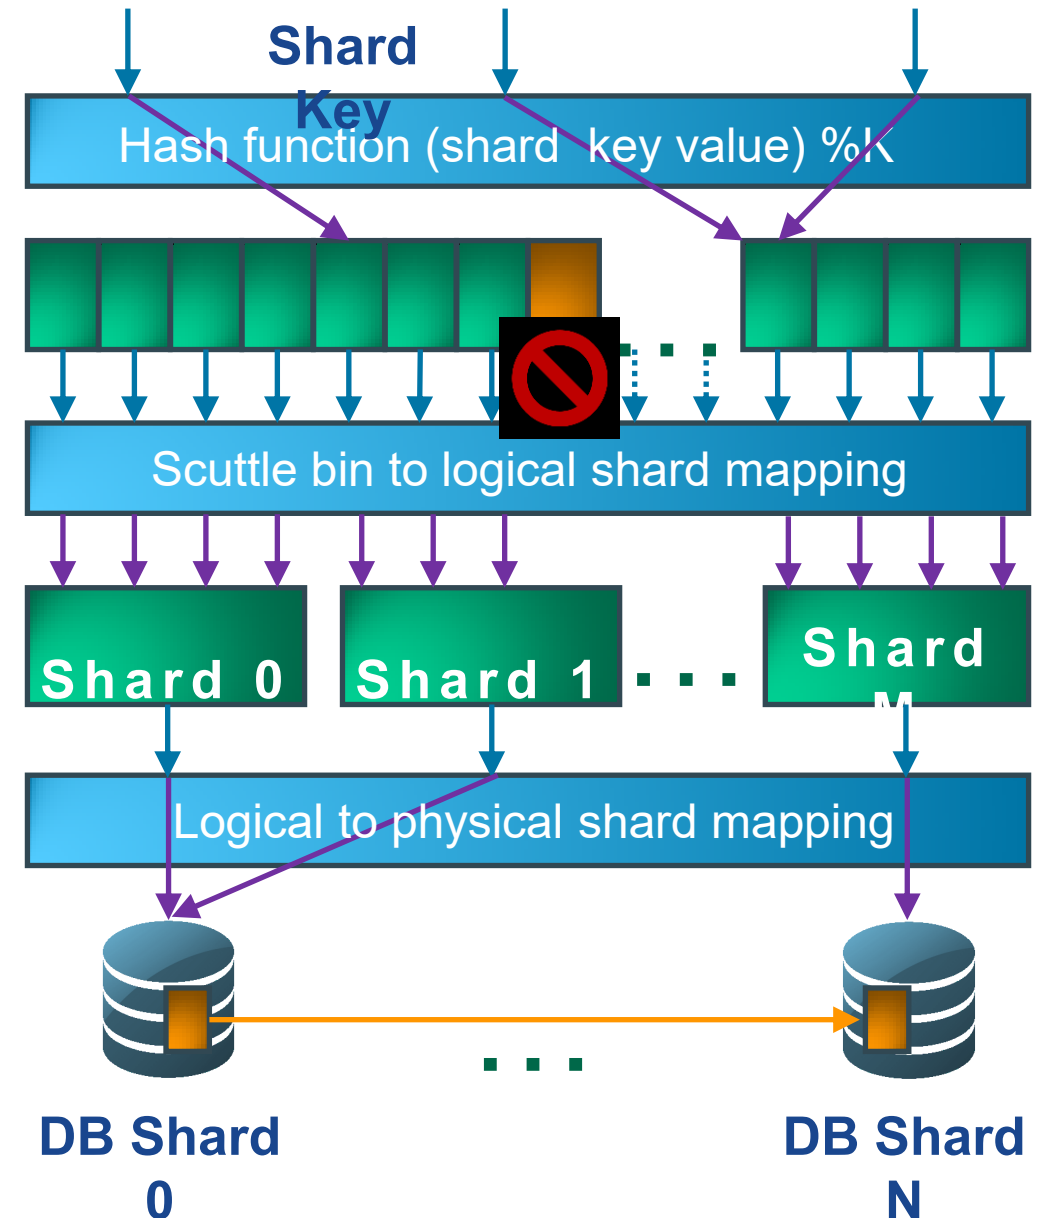 Shard
Key
Hash function (shard key value) %K
. . .
Scuttle bin to logical shard mapping
Shard 0
Shard 1
. . .
Shard
M
Logical to physical shard mapping
. . .
DB Shard
0
DB Shard
N